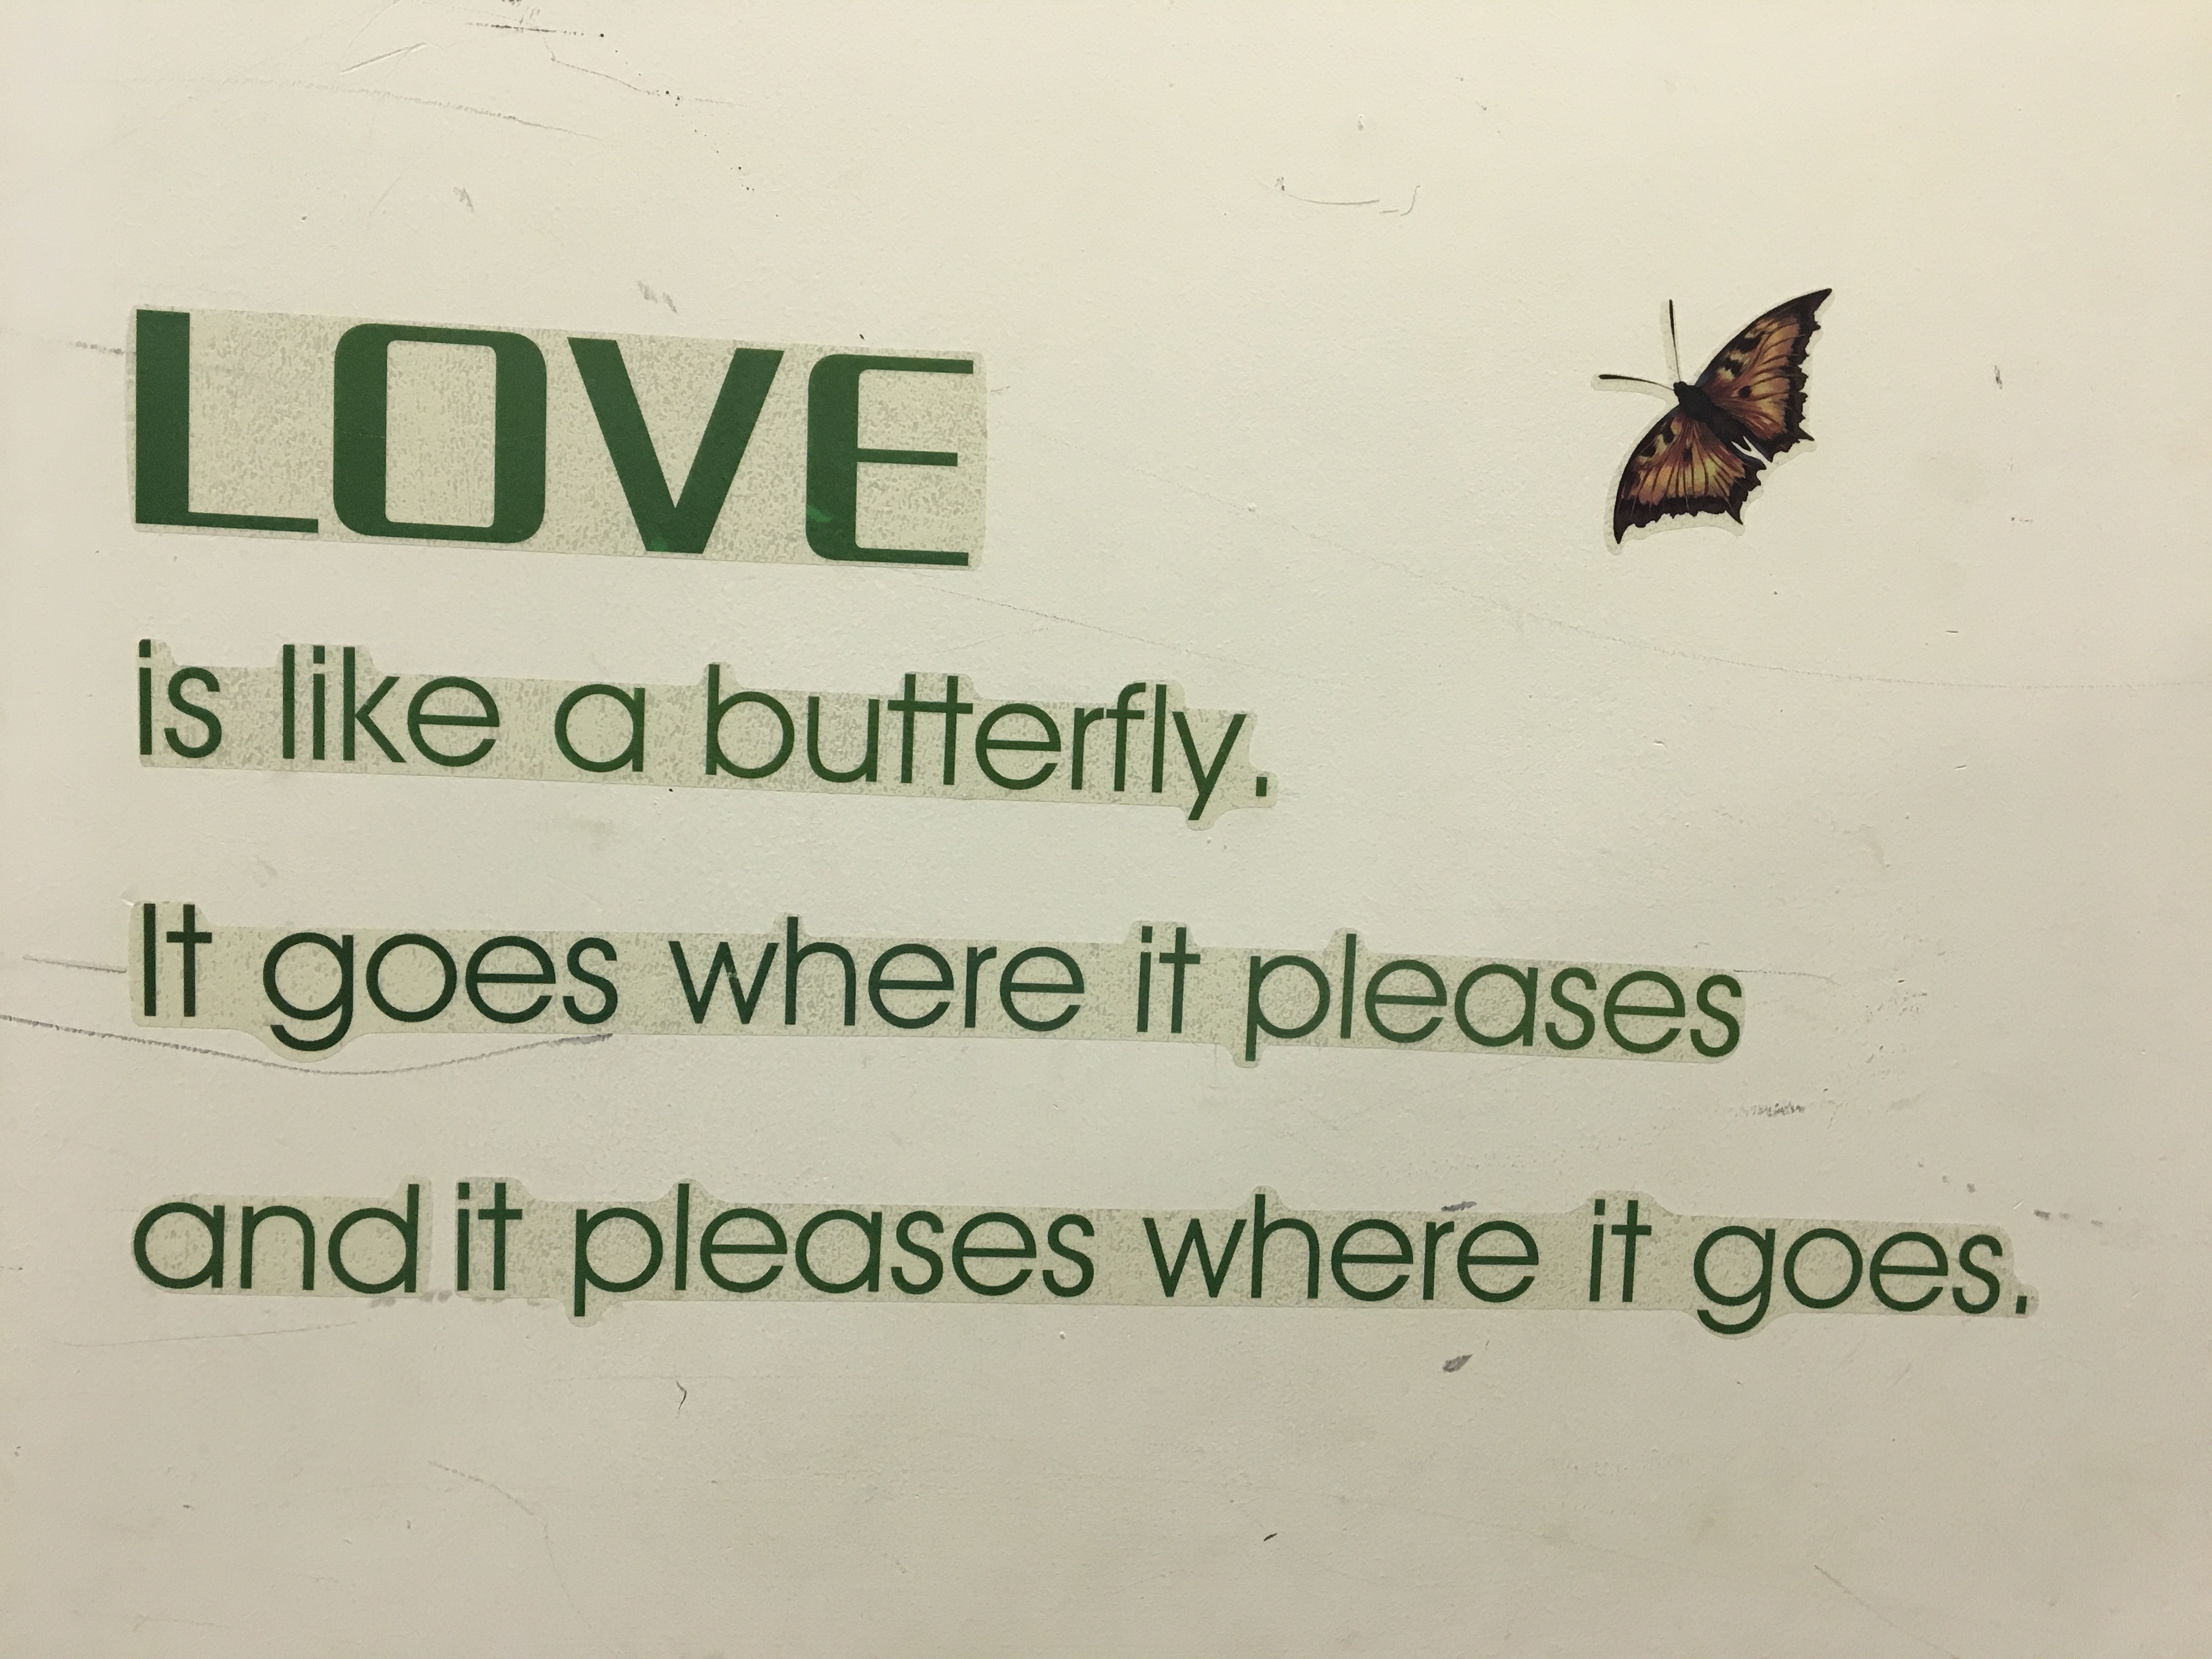 LOVE
is like a butterfly.
It goes where it pleases
and it pleases where it goes.